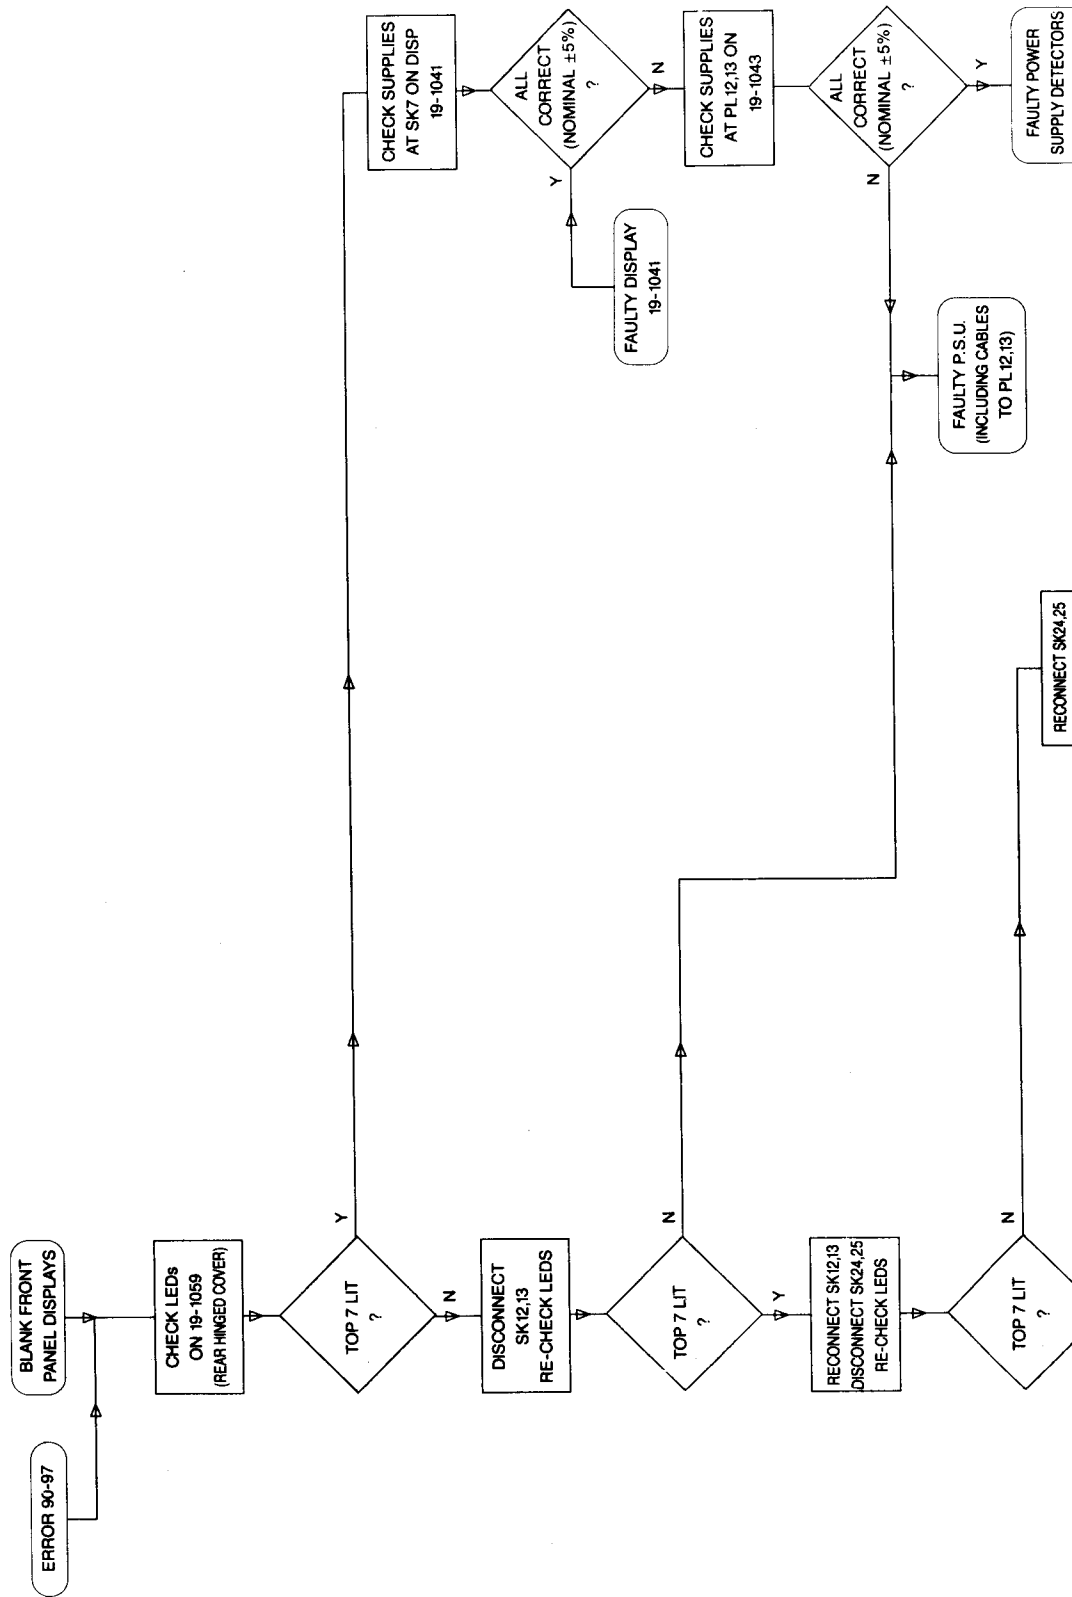 ERROR 90-97
BLANK FRONT
PANEL DISPLAYS
CHECK LEDs
ON 19-1059
(REAR HINGED COVER)
TOP 7 LIT
?
Y
N
CHECK SUPPLIES
AT SK7 ON DISP
19-1041
ALL
CORRECT
(NOMINAL ±5%)
?
Y
N
FAULTY DISPLAY
19-1041
CHECK SUPPLIES
AT PL12,13 ON
19-1043
ALL
CORRECT
(NOMINAL ±5%)
?
N
Y
FAULTY POWER
SUPPLY DETECTORS
FAULTY P.S.U.
(INCLUDING CABLES
TO PL12,13)
DISCONNECT
SK12,13
RE-CHECK LEDS
TOP 7 LIT
?
N
Y
RECONNECT SK12,13
DISCONNECT SK24,25
RE-CHECK LEDS
TOP 7 LIT
?
N
RECONNECT SK24,25